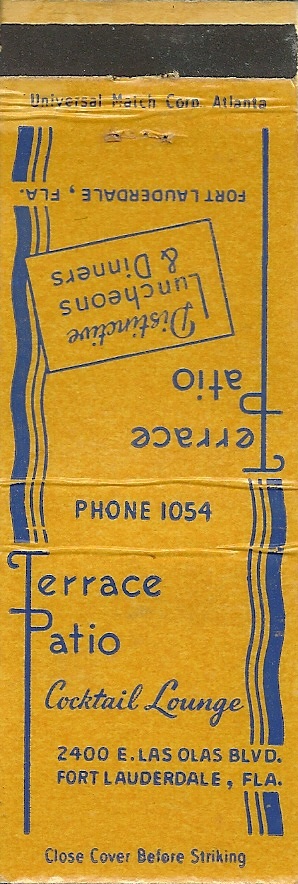 Universal Match Corp. Atlanta
FORT LAUDERDALE, FLA.
Distinctive
Luncheons
& Dinners
Terrace
Patio
PHONE 1054
Terrace
Patio
Cocktail Lounge
2400 E. LAS OLAS BLVD.
FORT LAUDERDALE, FLA.
Close Cover Before Striking